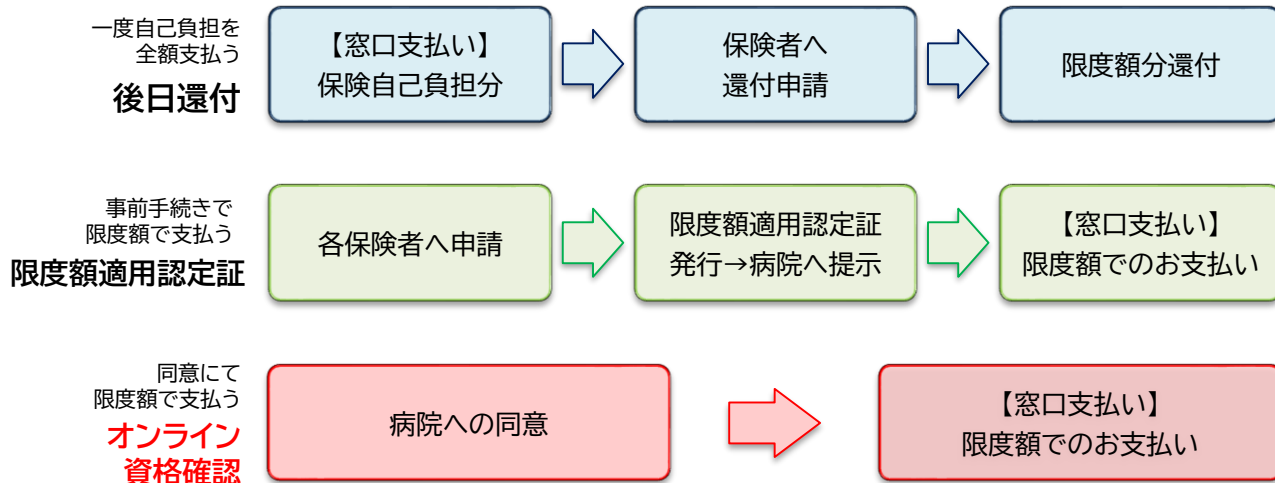 一度自己負担を
全額支払う
後日還付
【窓口支払い】
保険自己負担分
保険者へ
還付申請
限度額分還付
事前手続きで
限度額で支払う
限度額適用認定証
各保険者へ申請
限度額適用認定証
発行→病院へ提示
【窓口支払い】
限度額でのお支払い
同意にて
限度額で支払う
オンライン
資格確認
病院への同意
【窓口支払い】
限度額でのお支払い